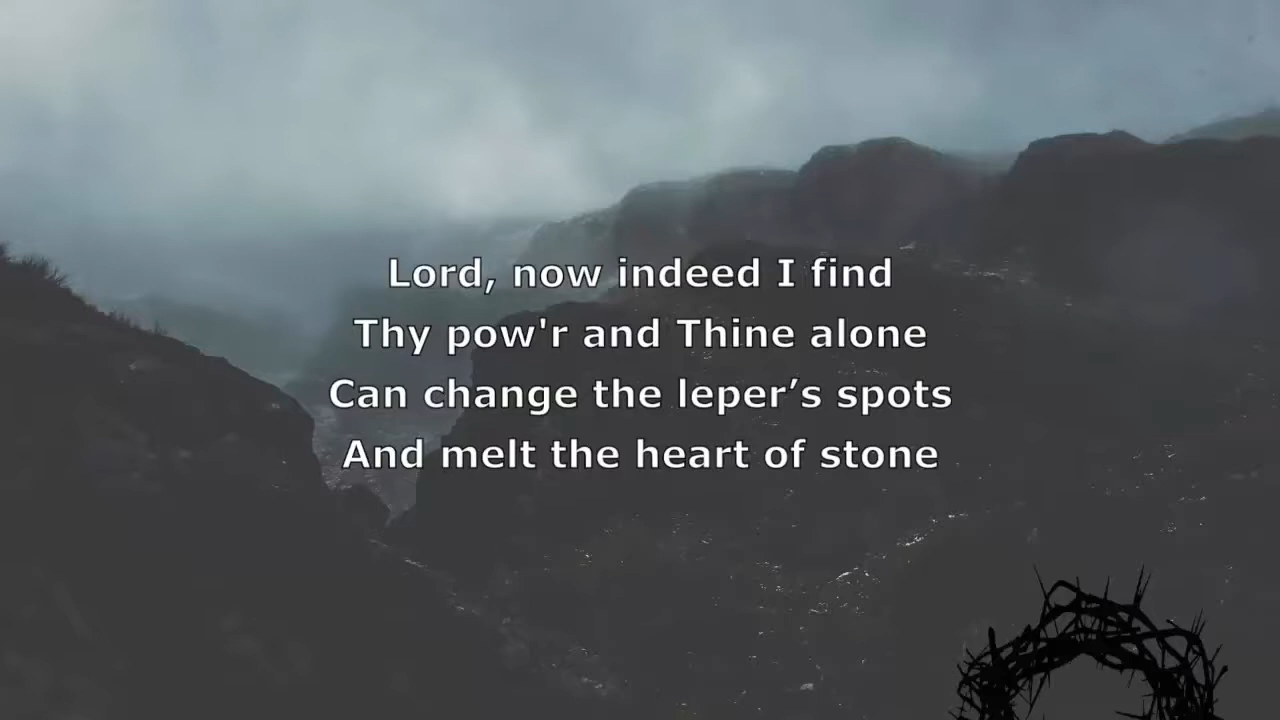 Lord, now indeed I find
Thy pow'r and Thine alone
Can change the leper’s spots
And melt the heart of stone